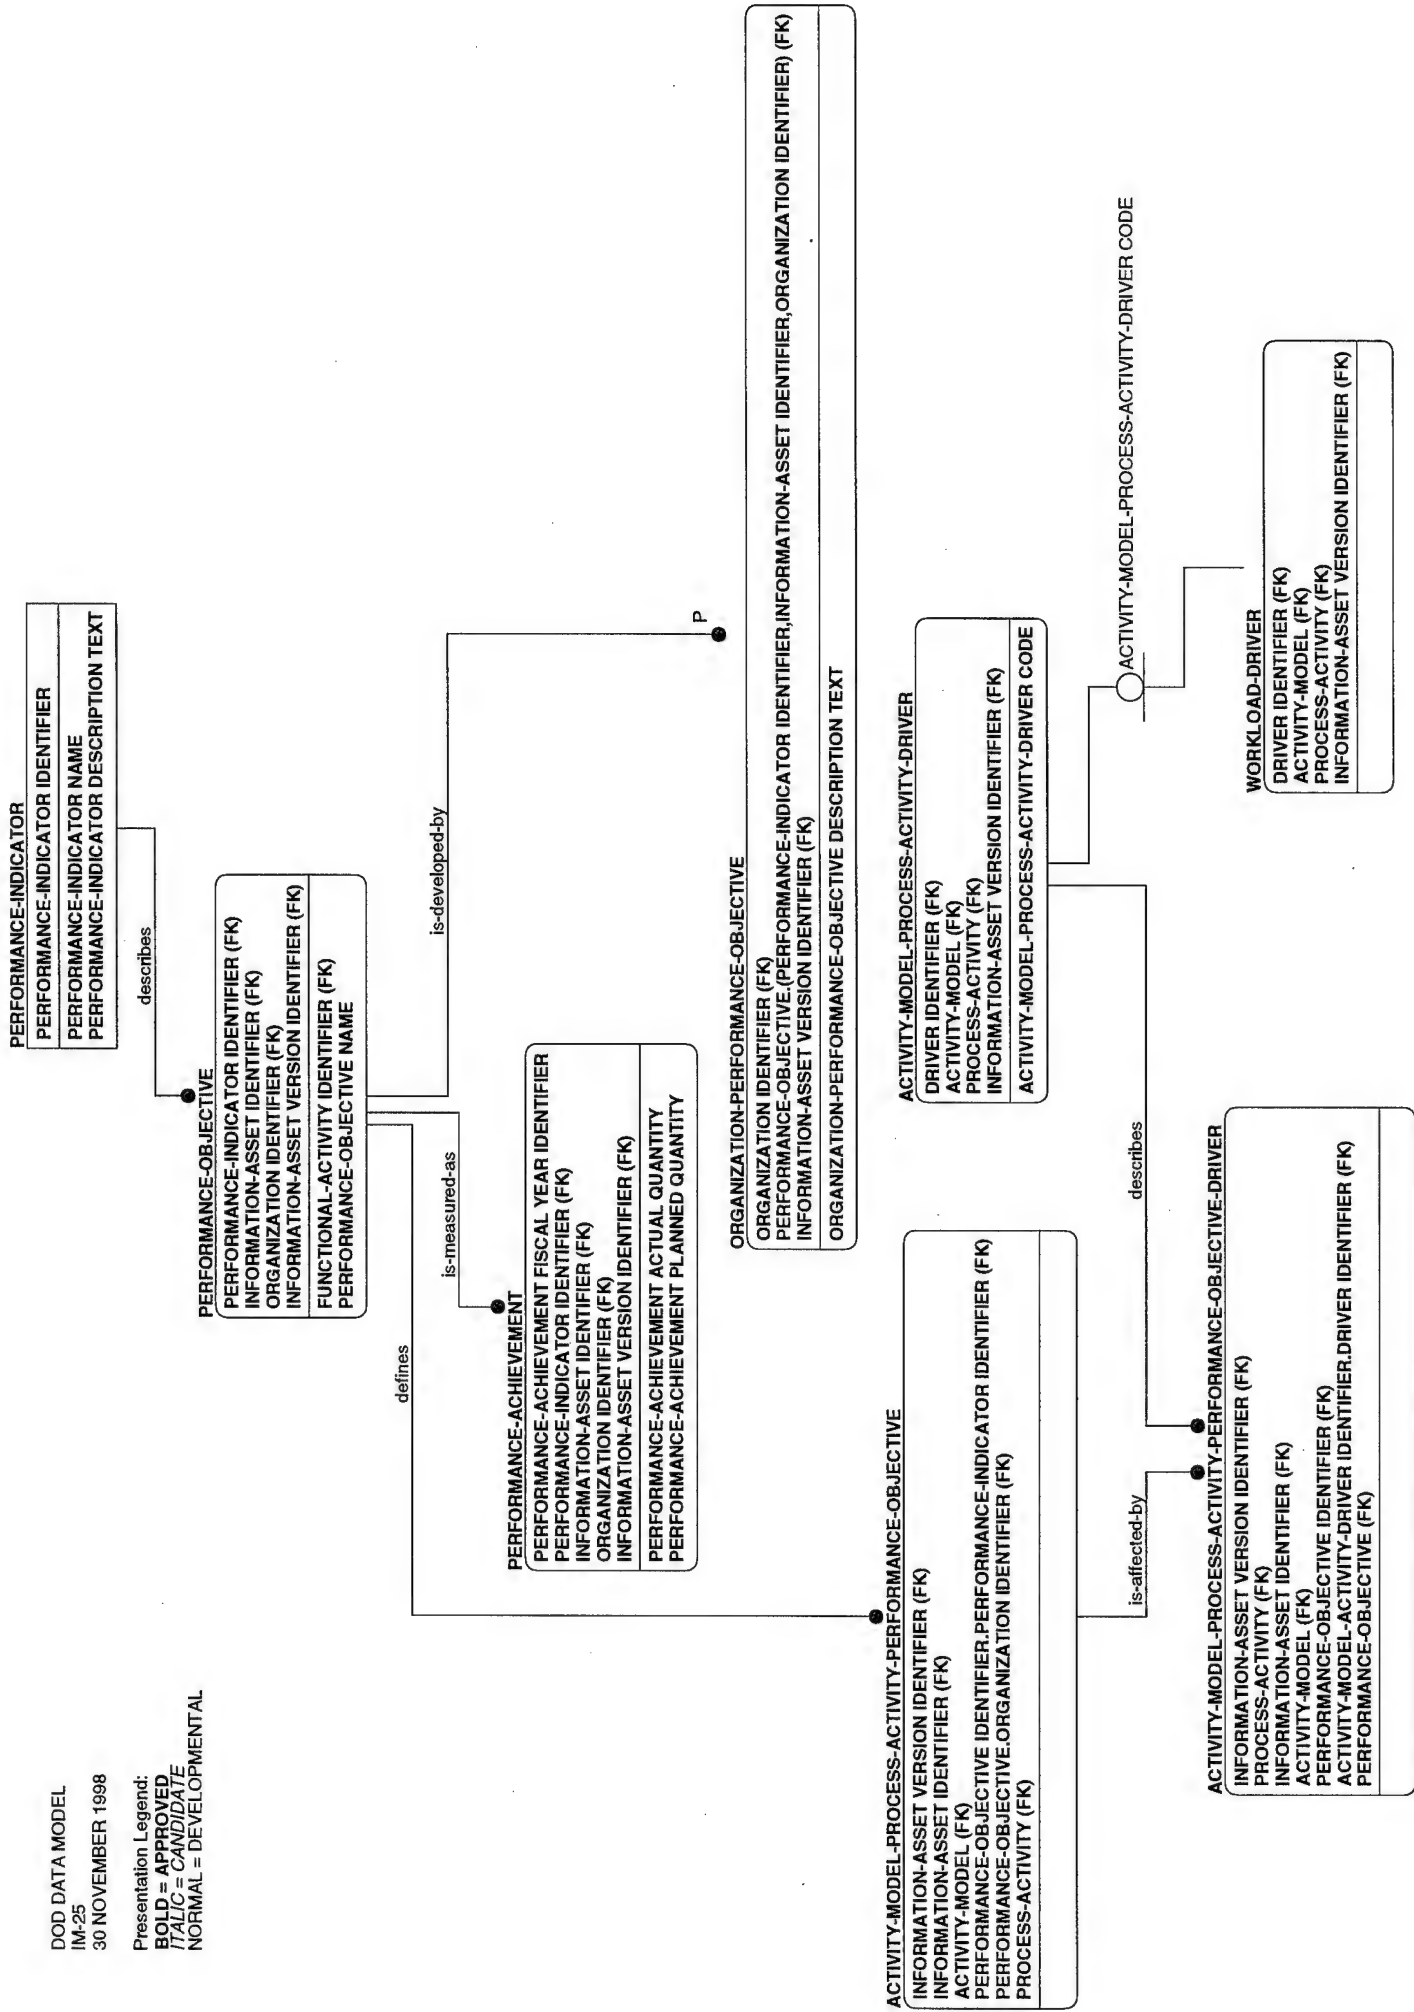 DOD DATA MODEL
IM-25
30 NOVEMBER 1998
Presentation Legend:
BOLD = APPROVED
ITALIC = CANDIDATE
NORMAL = DEVELOPMENTAL
PERFORMANCE-INDICATOR
PERFORMANCE-INDICATOR IDENTIFIER
PERFORMANCE-INDICATOR NAME
PERFORMANCE-INDICATOR DESCRIPTION TEXT
describes
PERFORMANCE-OBJECTIVE
PERFORMANCE-INDICATOR IDENTIFIER (FK)
INFORMATION-ASSET IDENTIFIER (FK)
ORGANIZATION IDENTIFIER (FK)
INFORMATION-ASSET VERSION IDENTIFIER (FK)
FUNCTIONAL-ACTIVITY IDENTIFIER (FK)
PERFORMANCE-OBJECTIVE NAME
defines
is-measured-as
is-developed-by
P
PERFORMANCE-ACHIEVEMENT
PERFORMANCE-ACHIEVEMENT FISCAL YEAR IDENTIFIER
PERFORMANCE-INDICATOR IDENTIFIER (FK)
INFORMATION-ASSET IDENTIFIER (FK)
ORGANIZATION IDENTIFIER (FK)
INFORMATION-ASSET VERSION IDENTIFIER (FK)
PERFORMANCE-ACHIEVEMENT ACTUAL QUANTITY
PERFORMANCE-ACHIEVEMENT PLANNED QUANTITY
ORGANIZATION-PERFORMANCE-OBJECTIVE
ORGANIZATION IDENTIFIER (FK)
PERFORMANCE-OBJECTIVE.(PERFORMANCE-INDICATOR IDENTIFIER,INFORMATION-ASSET IDENTIFIER,ORGANIZATION IDENTIFIER) (FK)
INFORMATION-ASSET VERSION IDENTIFIER (FK)
ORGANIZATION-PERFORMANCE-OBJECTIVE DESCRIPTION TEXT
ACTIVITY-MODEL-PROCESS-ACTIVITY-PERFORMANCE-OBJECTIVE
INFORMATION-ASSET VERSION IDENTIFIER (FK)
INFORMATION-ASSET IDENTIFIER (FK)
ACTIVITY-MODEL (FK)
PERFORMANCE-OBJECTIVE IDENTIFIER.PERFORMANCE-INDICATOR IDENTIFIER (FK)
PERFORMANCE-OBJECTIVE.ORGANIZATION IDENTIFIER (FK)
PROCESS-ACTIVITY (FK)
is-affected-by
ACTIVITY-MODEL-PROCESS-ACTIVITY-DRIVER
DRIVER IDENTIFIER (FK)
ACTIVITY-MODEL (FK)
PROCESS-ACTIVITY (FK)
INFORMATION-ASSET VERSION IDENTIFIER (FK)
ACTIVITY-MODEL-PROCESS-ACTIVITY-DRIVER CODE
describes
ACTIVITY-MODEL-PROCESS-ACTIVITY-DRIVER CODE
ACTIVITY-MODEL-PROCESS-ACTIVITY-PERFORMANCE-OBJECTIVE-DRIVER
INFORMATION-ASSET VERSION IDENTIFIER (FK)
PROCESS-ACTIVITY (FK)
INFORMATION-ASSET IDENTIFIER (FK)
ACTIVITY-MODEL (FK)
PERFORMANCE-OBJECTIVE IDENTIFIER (FK)
ACTIVITY-MODEL-ACTIVITY-DRIVER IDENTIFIER.DRIVER IDENTIFIER (FK)
PERFORMANCE-OBJECTIVE (FK)
WORKLOAD-DRIVER
DRIVER IDENTIFIER (FK)
ACTIVITY-MODEL (FK)
PROCESS-ACTIVITY (FK)
INFORMATION-ASSET VERSION IDENTIFIER (FK)